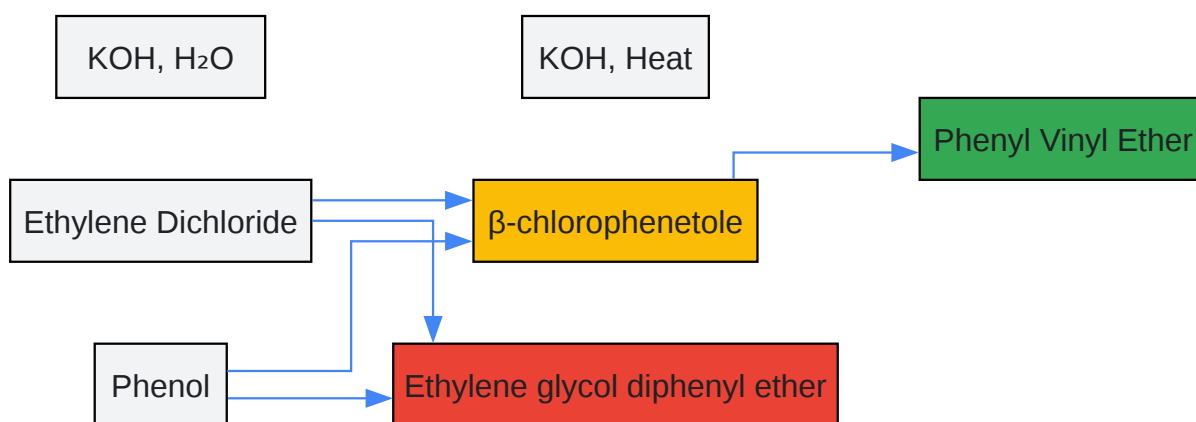 KOH, H₂O
KOH, Heat
Phenyl Vinyl Ether
Ethylene Dichloride
β-chlorophenetole
Phenol
Ethylene glycol diphenyl ether